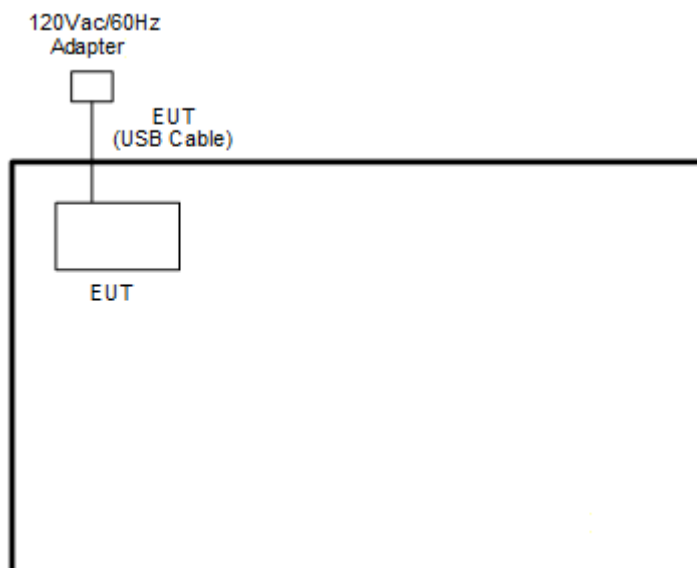 120Vac/60Hz
Adapter
EUT
(USB Cable)
EUT